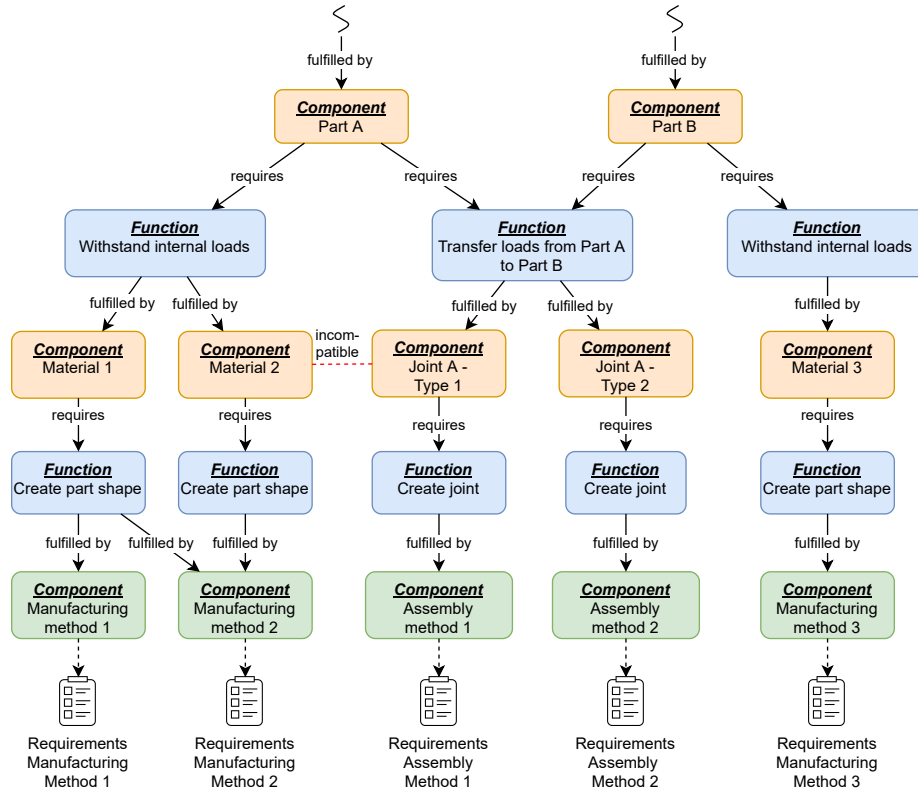 fulfilled by
fulfilled by
Component
Part A
Component
Part B
requires
requires
requires
requires
Function
Withstand internal loads
Function
Transfer loads from Part A
to Part B
Function
Withstand internal loads
fulfilled by
fulfilled by
fulfilled by
fulfilled by
fulfilled by
incom-
patible
Component
Material 1
Component
Material 2
Component
Joint A -
Type 1
Component
Joint A -
Type 2
Component
Material 3
requires
requires
requires
requires
requires
Function
Create part shape
Function
Create part shape
Function
Create joint
Function
Create joint
Function
Create part shape
fulfilled by
fulfilled by
fulfilled by
fulfilled by
fulfilled by
fulfilled by
Component
Manufacturing
method 1
Component
Manufacturing
method 2
Component
Assembly
method 1
Component
Assembly
method 2
Component
Manufacturing
method 3
Requirements
Manufacturing
Method 1
Requirements
Manufacturing
Method 2
Requirements
Assembly
Method 1
Requirements
Assembly
Method 2
Requirements
Manufacturing
Method 3